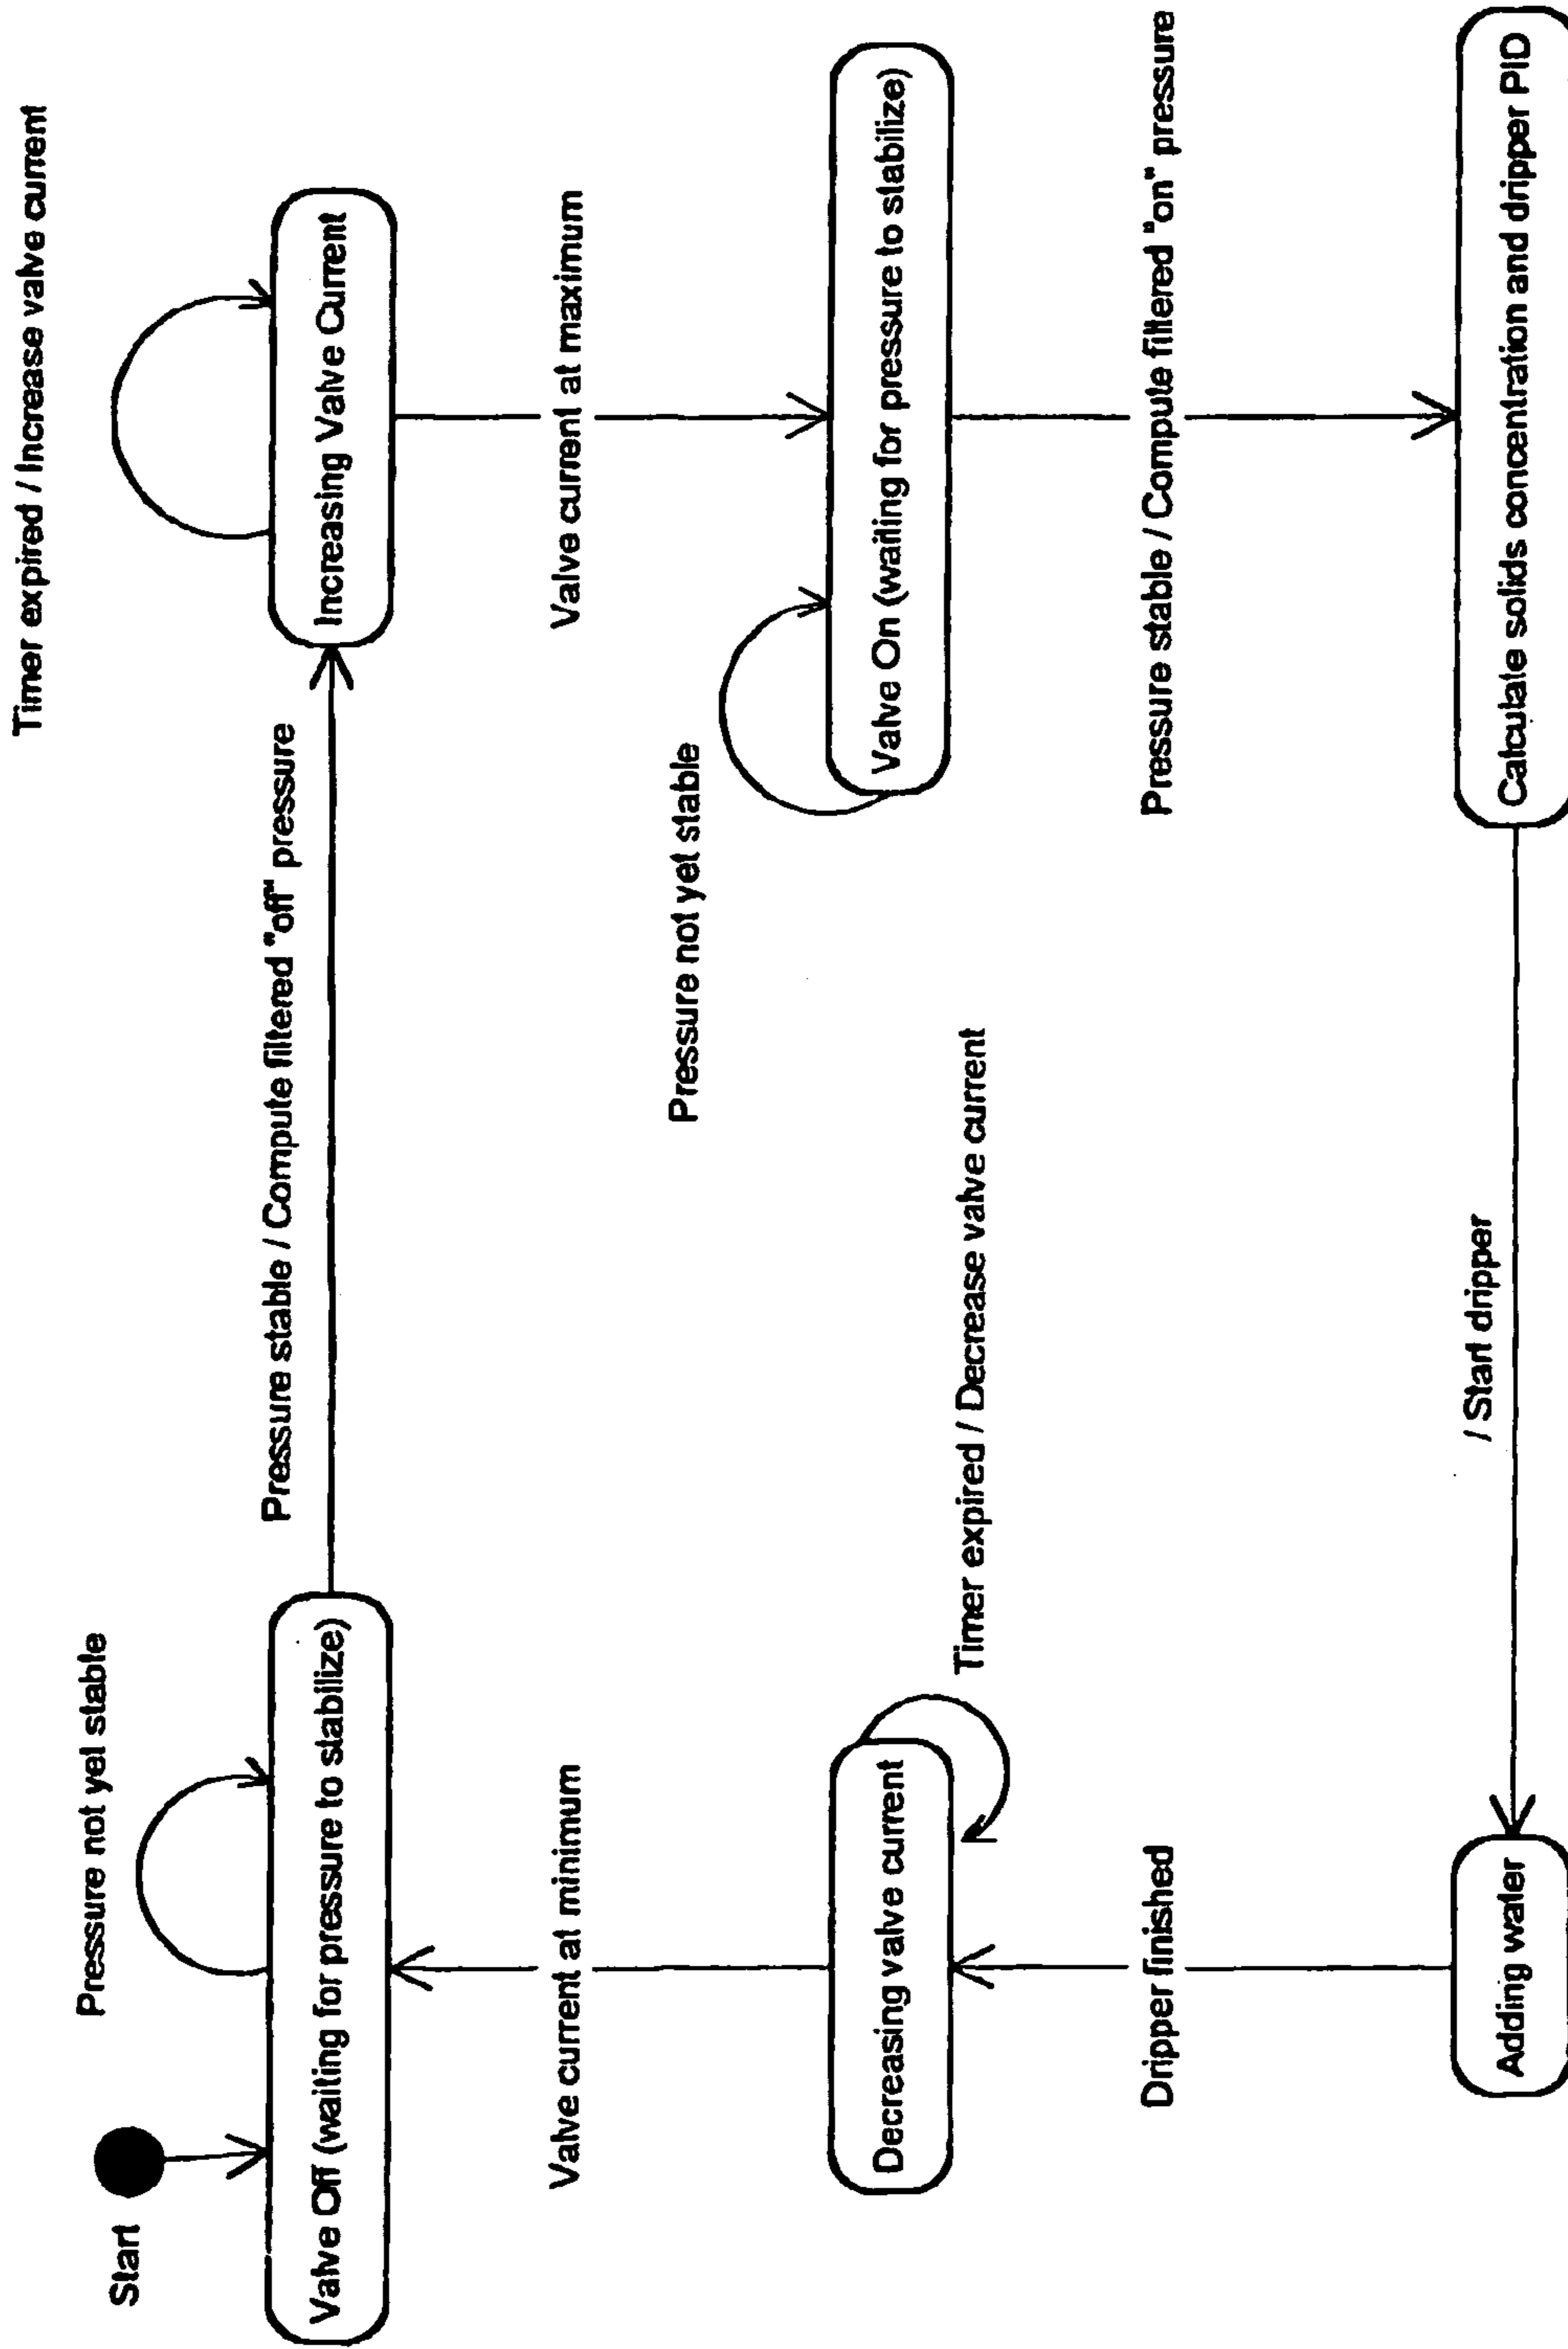 Start
Pressure not yet stable
Timer expired / Increase valve current
Valve Off (waiting for pressure to stabilize)
Pressure stable / Compute filtered "off" pressure
Increasing Valve Current
Valve current at minimum
Valve current at maximum
Pressure not yet stable
Decreasing valve current
Valve On (waiting for pressure to stabilize)
Timer expired / Decrease valve current
Dripper finished
Pressure stable / Compute filtered "on" pressure
/ Start dripper
Adding water
Calculate solids concentration and dripper PID